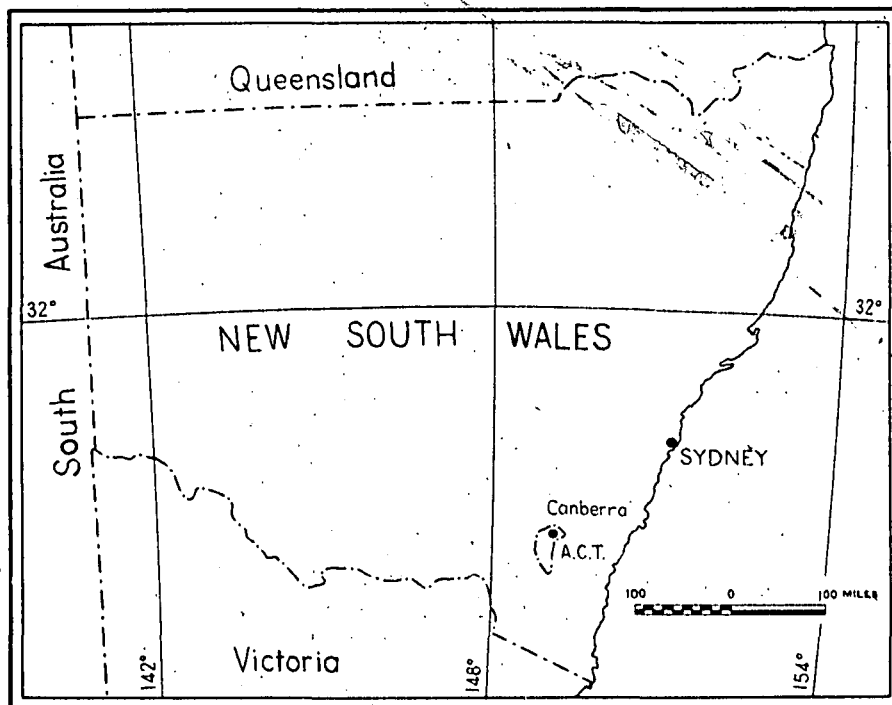 Queensland
South Australia
32°
32°
NEW SOUTH WALES
SYDNEY
Canberra
A.C.T.
100 0 100 MILES
Victoria
142°
148°
154°